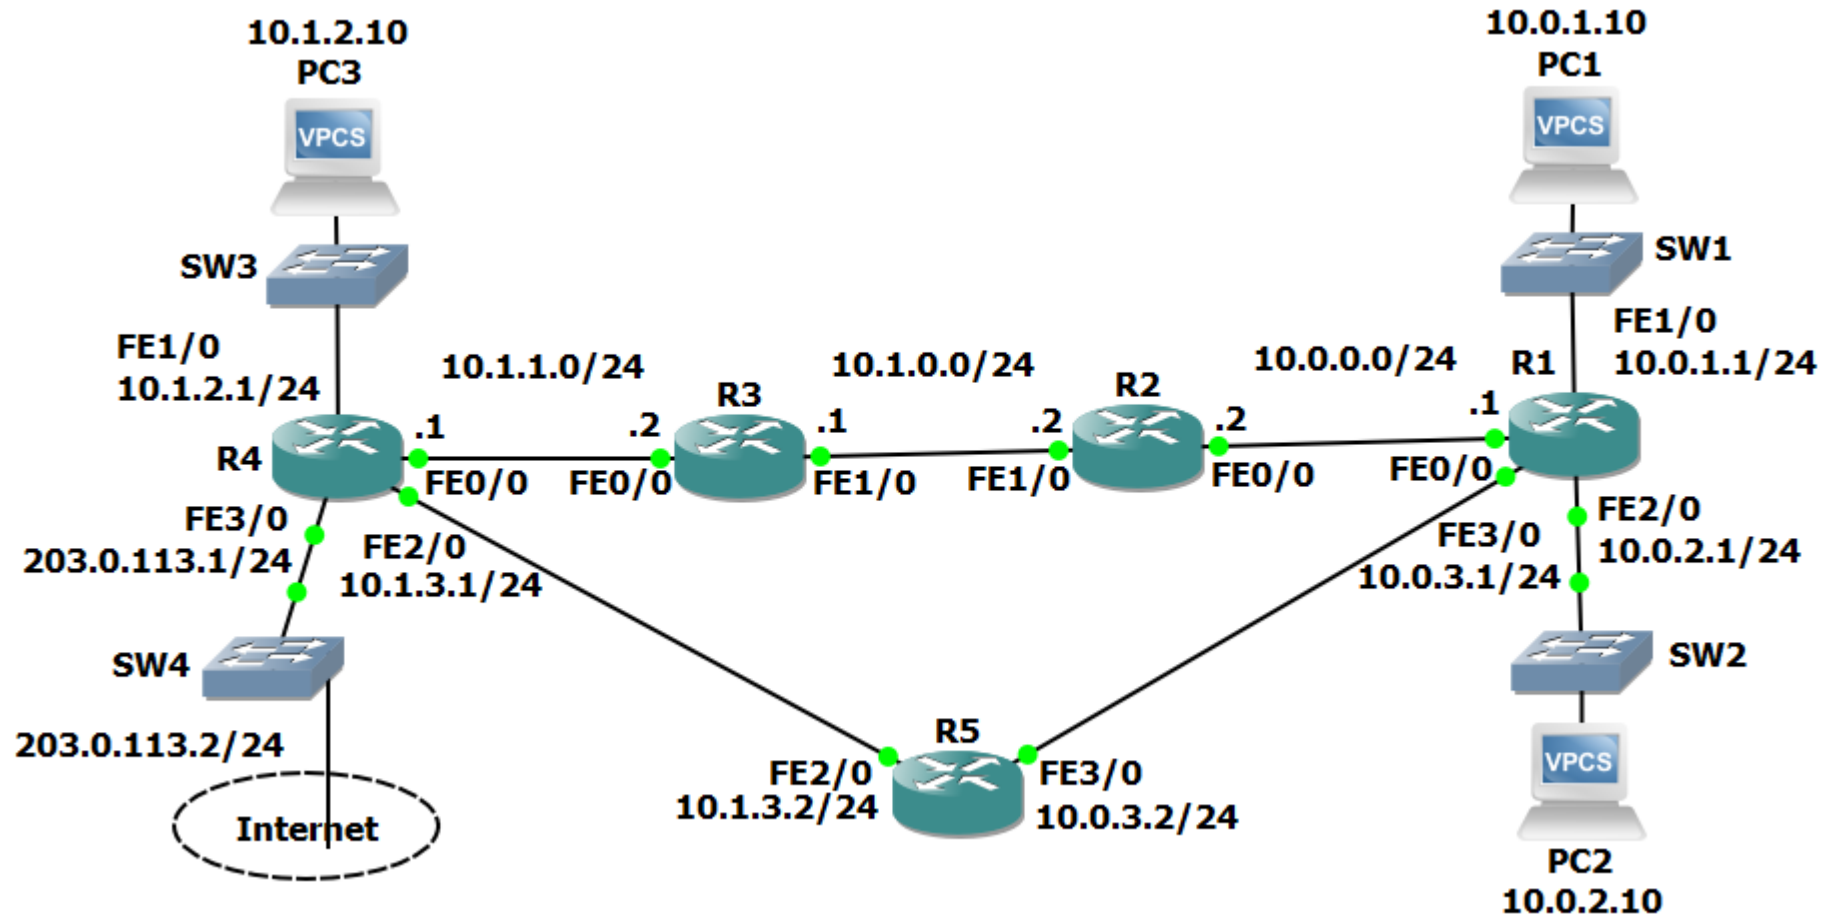 10.1.2.10
PC3
VPCS
SW3
FE1/0
10.1.2.1/24
10.0.1.10
PC1
VPCS
SW1
FE1/0
10.0.1.1/24
10.1.1.0/24
10.1.0.0/24
10.0.0.0/24
R4
.1
FE0/0
.2
FE0/0
R3
.1
FE1/0
.2
FE1/0
R2
.2
FE0/0
.1
FE0/0
R1
FE3/0
203.0.113.1/24
FE2/0
10.1.3.1/24
FE3/0
10.0.3.1/24
FE2/0
10.0.2.1/24
SW4
203.0.113.2/24
Internet
R5
FE2/0
10.1.3.2/24
FE3/0
10.0.3.2/24
SW2
VPCS
PC2
10.0.2.10